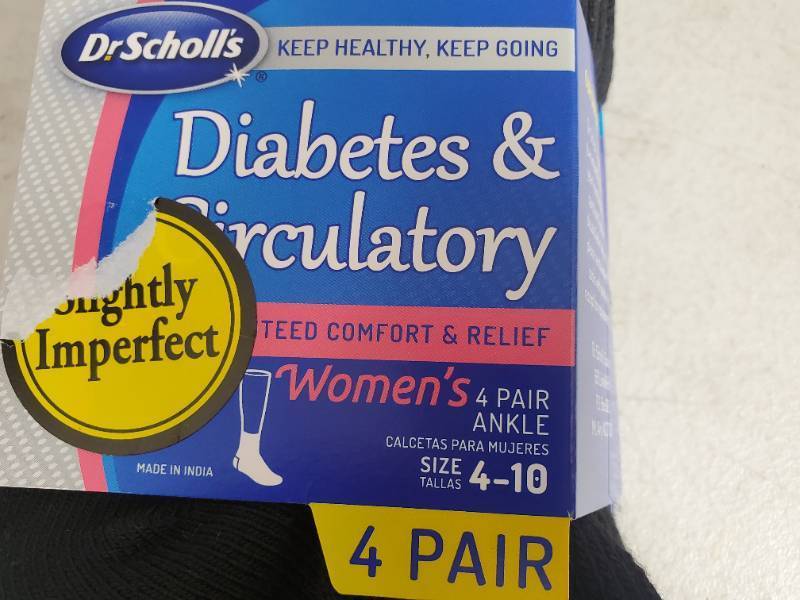 Dr. Scholl's®
KEEP HEALTHY, KEEP GOING
Diabetes &
Circulatory
Slightly
Imperfect
TEED COMFORT & RELIEF
Women's
4 PAIR
ANKLE
CALCETAS PARA MUJERES
MADE IN INDIA
SIZE
TALLAS
4-10
4 PAIR